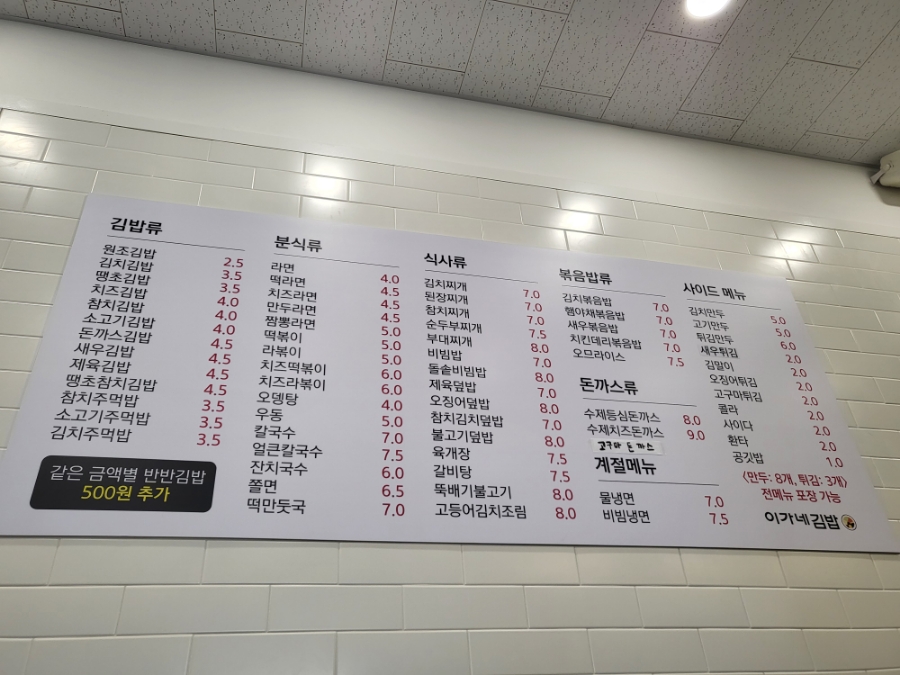 김밥류
원조김밥 2.5
김치김밥 3.5
땡초김밥 3.5
치즈김밥 4.0
참치김밥 4.0
소고기김밥 4.0
돈까스김밥 4.5
새우김밥 4.5
제육김밥 4.5
땡초참치김밥 4.5
참치주먹밥 3.5
소고기주먹밥 3.5
김치주먹밥 3.5
같은 금액별 반반김밥
500원 추가
분식류
라면 4.0
떡라면 4.5
치즈라면 4.5
만두라면 4.5
짬뽕라면 5.0
떡볶이 5.0
라볶이 5.0
치즈떡볶이 6.0
치즈라볶이 6.0
오뎅탕 4.0
우동 5.0
칼국수 7.0
얼큰칼국수 7.5
잔치국수 6.0
쫄면 6.5
떡만둣국 7.0
식사류
김치찌개 7.0
된장찌개 7.0
참치찌개 7.0
순두부찌개 7.5
부대찌개 8.0
비빔밥 7.0
돌솥비빔밥 8.0
제육덮밥 7.0
오징어덮밥 8.0
참치김치덮밥 7.0
불고기덮밥 8.0
육개장 7.5
갈비탕 7.5
뚝배기불고기 8.0
고등어김치조림 8.0
볶음밥류
김치볶음밥 7.0
햄야채볶음밥 7.0
새우볶음밥 7.0
치킨데리볶음밥 7.0
오므라이스 7.5
돈까스류
수제등심돈까스 8.0
수제치즈돈까스 9.0
고구마 돈까스
계절메뉴
물냉면 7.0
비빔냉면 7.5
사이드 메뉴
김치만두 5.0
고기만두 5.0
튀김만두 6.0
새우튀김 2.0
김말이 2.0
오징어튀김 2.0
고구마튀김 2.0
콜라 2.0
사이다 2.0
환타 2.0
공깃밥 1.0
(만두: 8개, 튀김: 3개)
전메뉴 포장 가능
이가네김밥